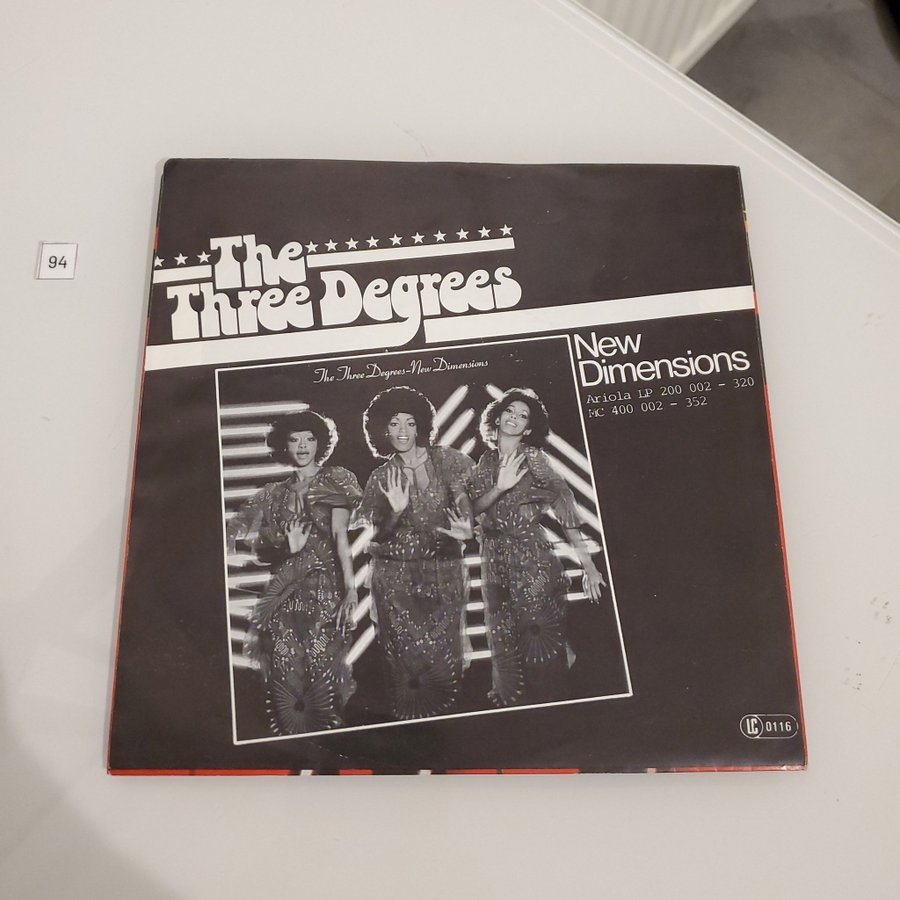 94
The
Three Degrees
The Three Degrees-New Dimensions
New
Dimensions
Ariola LP 200 002 - 320
MC 400 002 - 352
LC 0116